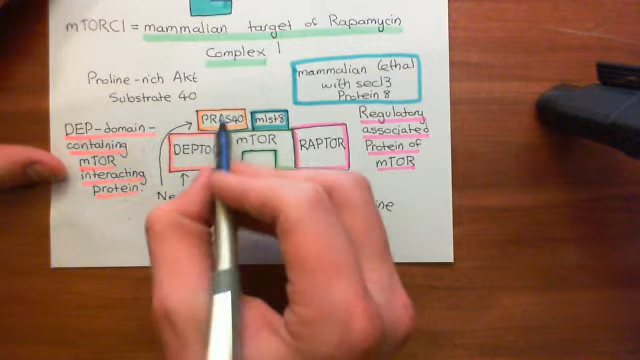 mTORC1 = mammalian target of Rapamycin
Complex 1
Proline-rich Akt
Substrate 40
mammalian lethal
with sec13
Protein 8
DEP-domain-
containing
mTOR
interacting
protein.
PRAS40
mlst8
mTOR
RAPTOR
Regulatory
associated
Protein of
mTOR